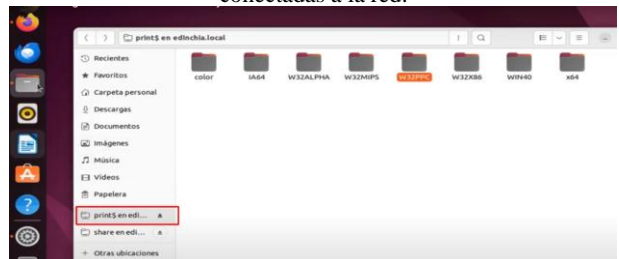 conectadas a la red.
print$ en edinchia.local
Recientes
Favoritos
Carpeta personal
Descargas
Documentos
Imágenes
Música
Vídeos
Papelera
print$ en edi...
share en edi...
+ Otras ubicaciones
color
IA64
W32ALPHA
W32MIPS
W32PPC
W32X86
WIN40
x64